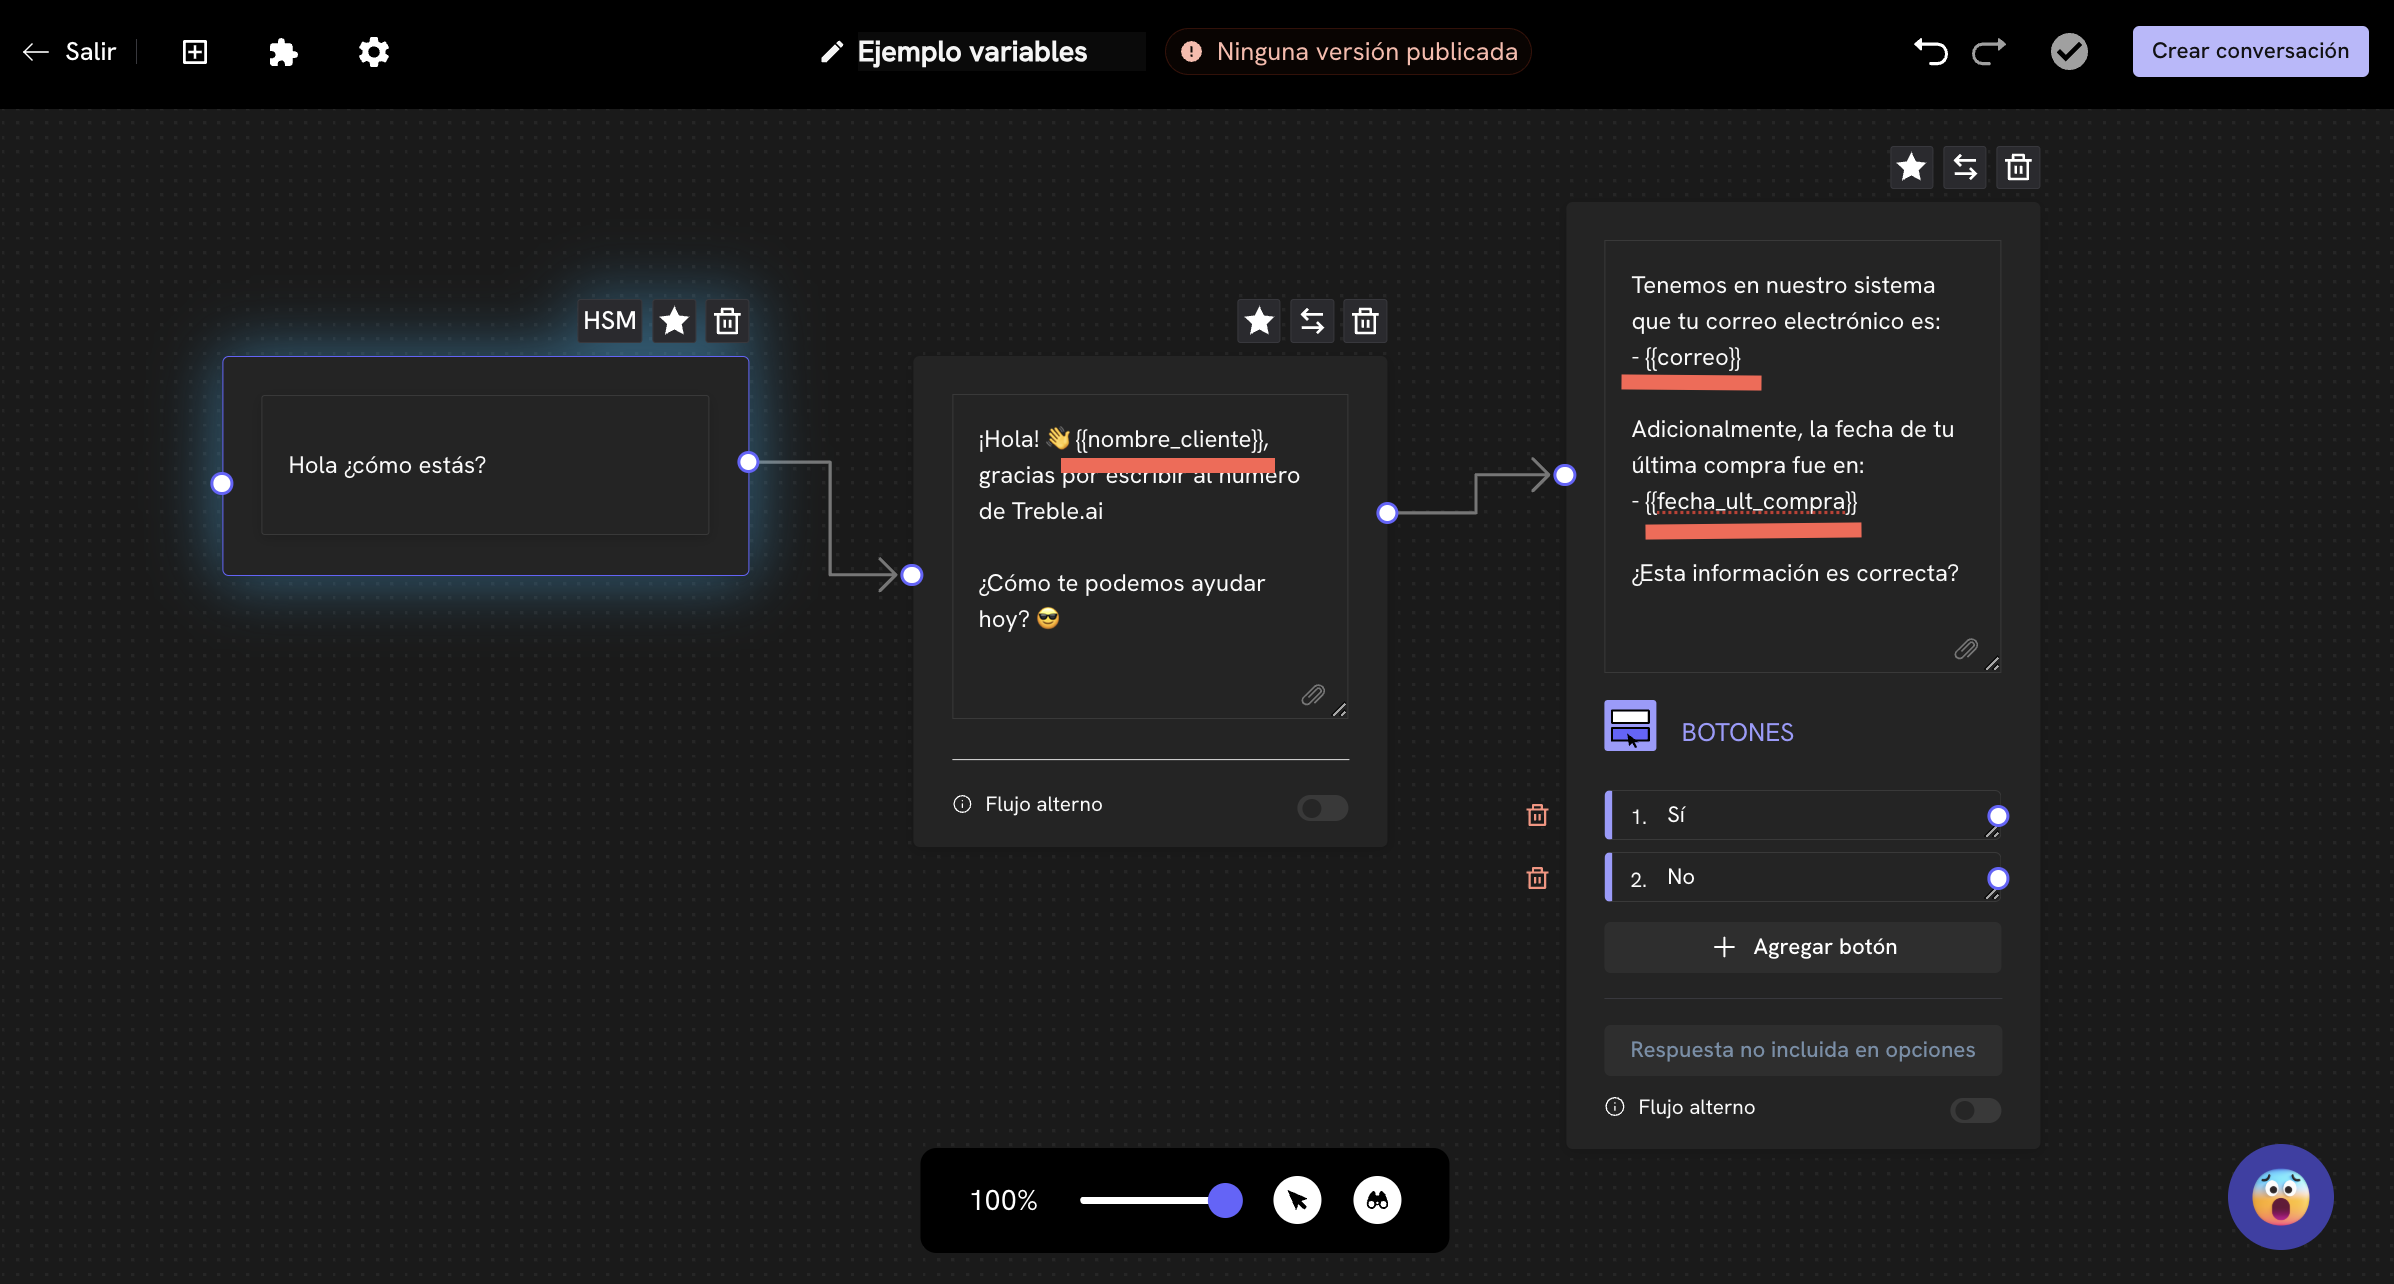 Salir
Ejemplo variables
Ninguna versión publicada
Crear conversación
HSM
Hola ¿cómo estás?
¡Hola! 👋 {{nombre_cliente}},
gracias por escribir al número
de Treble.ai
¿Cómo te podemos ayudar
hoy? 😎
Flujo alterno
Tenemos en nuestro sistema
que tu correo electrónico es:
- {{correo}}
Adicionalmente, la fecha de tu
última compra fue en:
- {{fecha_ult_compra}}
¿Esta información es correcta?
BOTONES
1. Sí
2. No
Agregar botón
Respuesta no incluida en opciones
Flujo alterno
100%